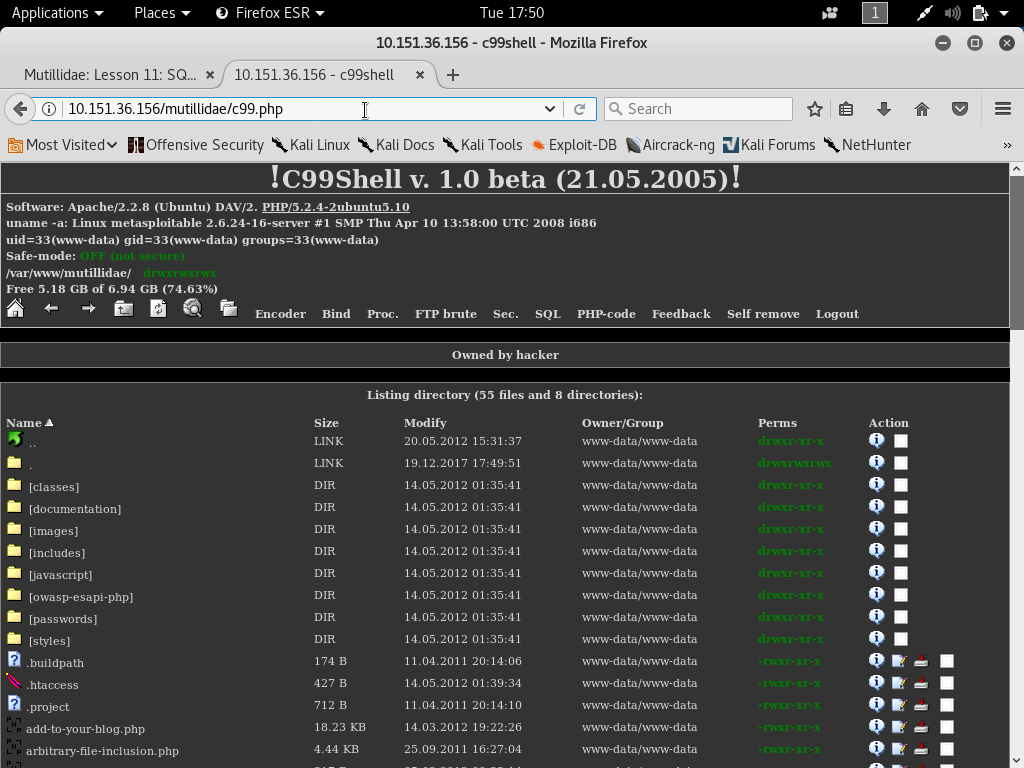 Applications Places Firefox ESR Tue 17:50 1
10.151.36.156 - c99shell - Mozilla Firefox
Mutillidae: Lesson 11: SQ... 10.151.36.156 - c99shell
10.151.36.156/mutillidae/c99.php Search
Most Visited Offensive Security Kali Linux Kali Docs Kali Tools Exploit-DB Aircrack-ng Kali Forums NetHunter »
!C99Shell v. 1.0 beta (21.05.2005)!
Software: Apache/2.2.8 (Ubuntu) DAV/2. PHP/5.2.4-2ubuntu5.10
uname -a: Linux metasploitable 2.6.24-16-server #1 SMP Thu Apr 10 13:58:00 UTC 2008 i686
uid=33(www-data) gid=33(www-data) groups=33(www-data)
Safe-mode: OFF (not secure)
/var/www/mutillidae/ drwxrwxrwx
Free 5.18 GB of 6.94 GB (74.63%)
Encoder Bind Proc. FTP brute Sec. SQL PHP-code Feedback Self remove Logout
Owned by hacker
Listing directory (55 files and 8 directories):
Name Size Modify Owner/Group Perms Action
.. LINK 20.05.2012 15:31:37 www-data/www-data drwxr-xr-x
. LINK 19.12.2017 17:49:51 www-data/www-data drwxrwxrwx
[classes] DIR 14.05.2012 01:35:41 www-data/www-data drwxr-xr-x
[documentation] DIR 14.05.2012 01:35:41 www-data/www-data drwxr-xr-x
[images] DIR 14.05.2012 01:35:41 www-data/www-data drwxr-xr-x
[includes] DIR 14.05.2012 01:35:41 www-data/www-data drwxr-xr-x
[javascript] DIR 14.05.2012 01:35:41 www-data/www-data drwxr-xr-x
[owasp-esapi-php] DIR 14.05.2012 01:35:41 www-data/www-data drwxr-xr-x
[passwords] DIR 14.05.2012 01:35:41 www-data/www-data drwxr-xr-x
[styles] DIR 14.05.2012 01:35:41 www-data/www-data drwxr-xr-x
.buildpath 174 B 11.04.2011 20:14:06 www-data/www-data -rwxr-xr-x
.htaccess 427 B 14.05.2012 01:39:34 www-data/www-data -rwxr-xr-x
.project 712 B 11.04.2011 20:14:10 www-data/www-data -rwxr-xr-x
add-to-your-blog.php 18.23 KB 14.03.2012 19:22:26 www-data/www-data -rwxr-xr-x
arbitrary-file-inclusion.php 4.44 KB 25.09.2011 16:27:04 www-data/www-data -rwxr-xr-x